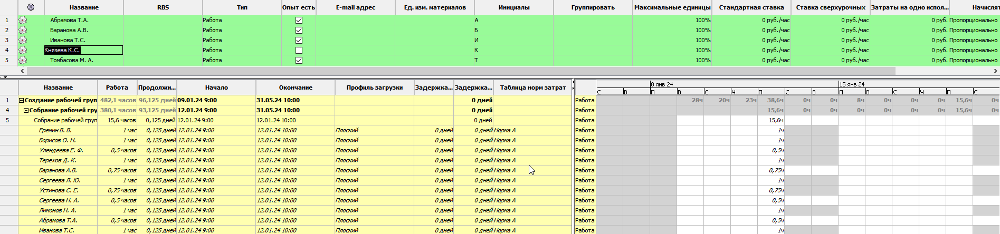 Название RBS Тип Опыт есть E-mail адрес Ед. изм. материалов Инициалы Группировать Максимальные единицы Стандартная ставка Ставка сверхурочных Затраты на одно испол... Начислят
1 Абрамова Т.А. Работа А 100% 0 руб./час 0 руб./час 0 руб. Пропорционально
2 Баранова А.В. Работа Б 100% 0 руб./час 0 руб./час 0 руб. Пропорционально
3 Иванова Т.С. Работа И 100% 0 руб./час 0 руб./час 0 руб. Пропорционально
4 Князева К.С. Работа К 100% 0 руб./час 0 руб./час 0 руб. Пропорционально
5 Томбасова М. А. Работа Т 100% 0 руб./час 0 руб./час 0 руб. Пропорционально
Название Работа Продолжи... Начало Окончание Профиль загрузки Задержка... Задержка... Таблица норм затрат 8 янв 24 15 янв 24
С В П В С Ч П С В П В С Ч П С
1 Создание рабочей груп 482,1 часов 96,125 дней 09.01.24 9:00 31.05.24 10:00 0 дней Работа 28ч 20ч 23ч 38,6ч 0ч 0ч 8ч 0ч 0ч 0ч 15,6ч 0ч
4 Собрание рабочей гру 380,1 часов 93,125 дней 12.01.24 9:00 31.05.24 10:00 0 дней Работа 15,6ч 0ч 0ч 0ч 0ч 0ч 0ч 15,6ч 0ч
5 Собрание рабочей груп 15,6 часов 0,125 дней 12.01.24 9:00 12.01.24 10:00 0 дней Работа 15,6ч
Еремин В. В. 1 час 0,125 дней 12.01.24 9:00 12.01.24 10:00 Плоский 0 дней 0 дней Норма А Работа 1ч
Борисов О. Н. 1 час 0,125 дней 12.01.24 9:00 12.01.24 10:00 Плоский 0 дней 0 дней Норма А Работа 1ч
Улендеева Е. Ф. 0,5 часов 0,125 дней 12.01.24 9:00 12.01.24 10:00 Плоский 0 дней 0 дней Норма А Работа 0,5ч
Терехов Д. К. 1 час 0,125 дней 12.01.24 9:00 12.01.24 10:00 Плоский 0 дней 0 дней Норма А Работа 1ч
Баранова А.В. 0,75 часов 0,125 дней 12.01.24 9:00 12.01.24 10:00 Плоский 0 дней 0 дней Норма А Работа 0,75ч
Сергеева Л. Ю. 1 час 0,125 дней 12.01.24 9:00 12.01.24 10:00 Плоский 0 дней 0 дней Норма А Работа 1ч
Устинова С. Е. 0,75 часов 0,125 дней 12.01.24 9:00 12.01.24 10:00 Плоский 0 дней 0 дней Норма А Работа 0,75ч
Сергеева Н. А. 0,5 часов 0,125 дней 12.01.24 9:00 12.01.24 10:00 Плоский 0 дней 0 дней Норма А Работа 0,5ч
Лимонов Н. А. 1 час 0,125 дней 12.01.24 9:00 12.01.24 10:00 Плоский 0 дней 0 дней Норма А Работа 1ч
Абрамова Т.А. 0,5 часов 0,125 дней 12.01.24 9:00 12.01.24 10:00 Плоский 0 дней 0 дней Норма А Работа 0,5ч
Иванова Т.С. 1 час 0,125 дней 12.01.24 9:00 12.01.24 10:00 Плоский 0 дней 0 дней Норма А Работа 1ч